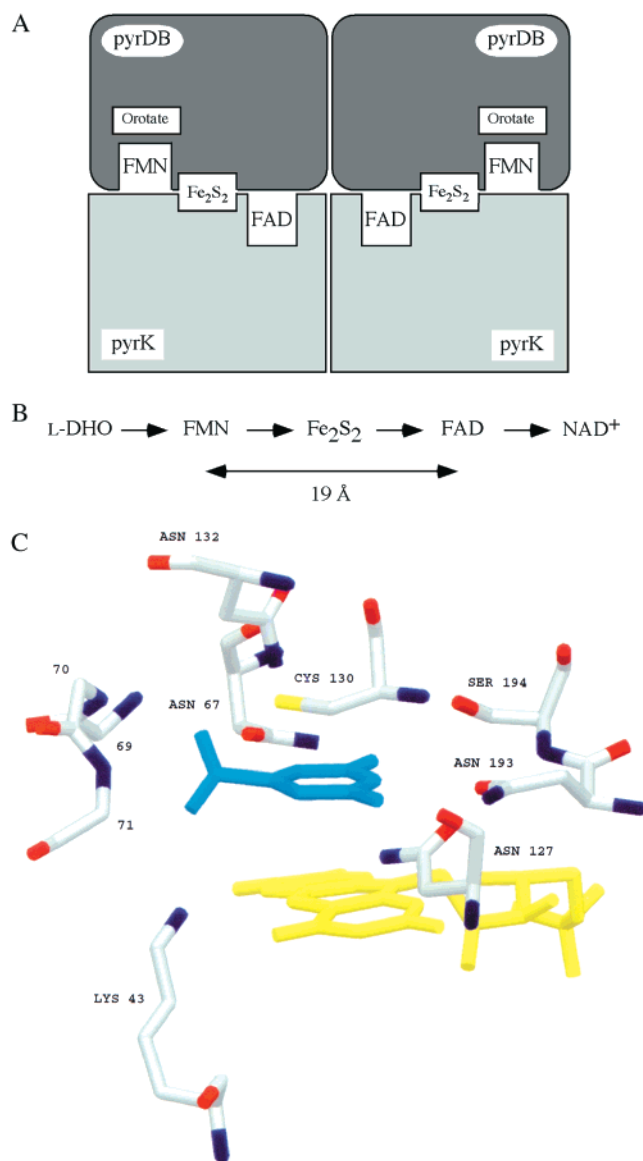 A
pyrDB pyrDB
Orotate Orotate
FMN Fe2S2 FAD FAD Fe2S2 FMN
pyrK pyrK
B
L-DHO → FMN → Fe2S2 → FAD → NAD+
19 Å
C
ASN 132
70
CYS 130
SER 194
ASN 67
69
ASN 193
71
ASN 127
LYS 43